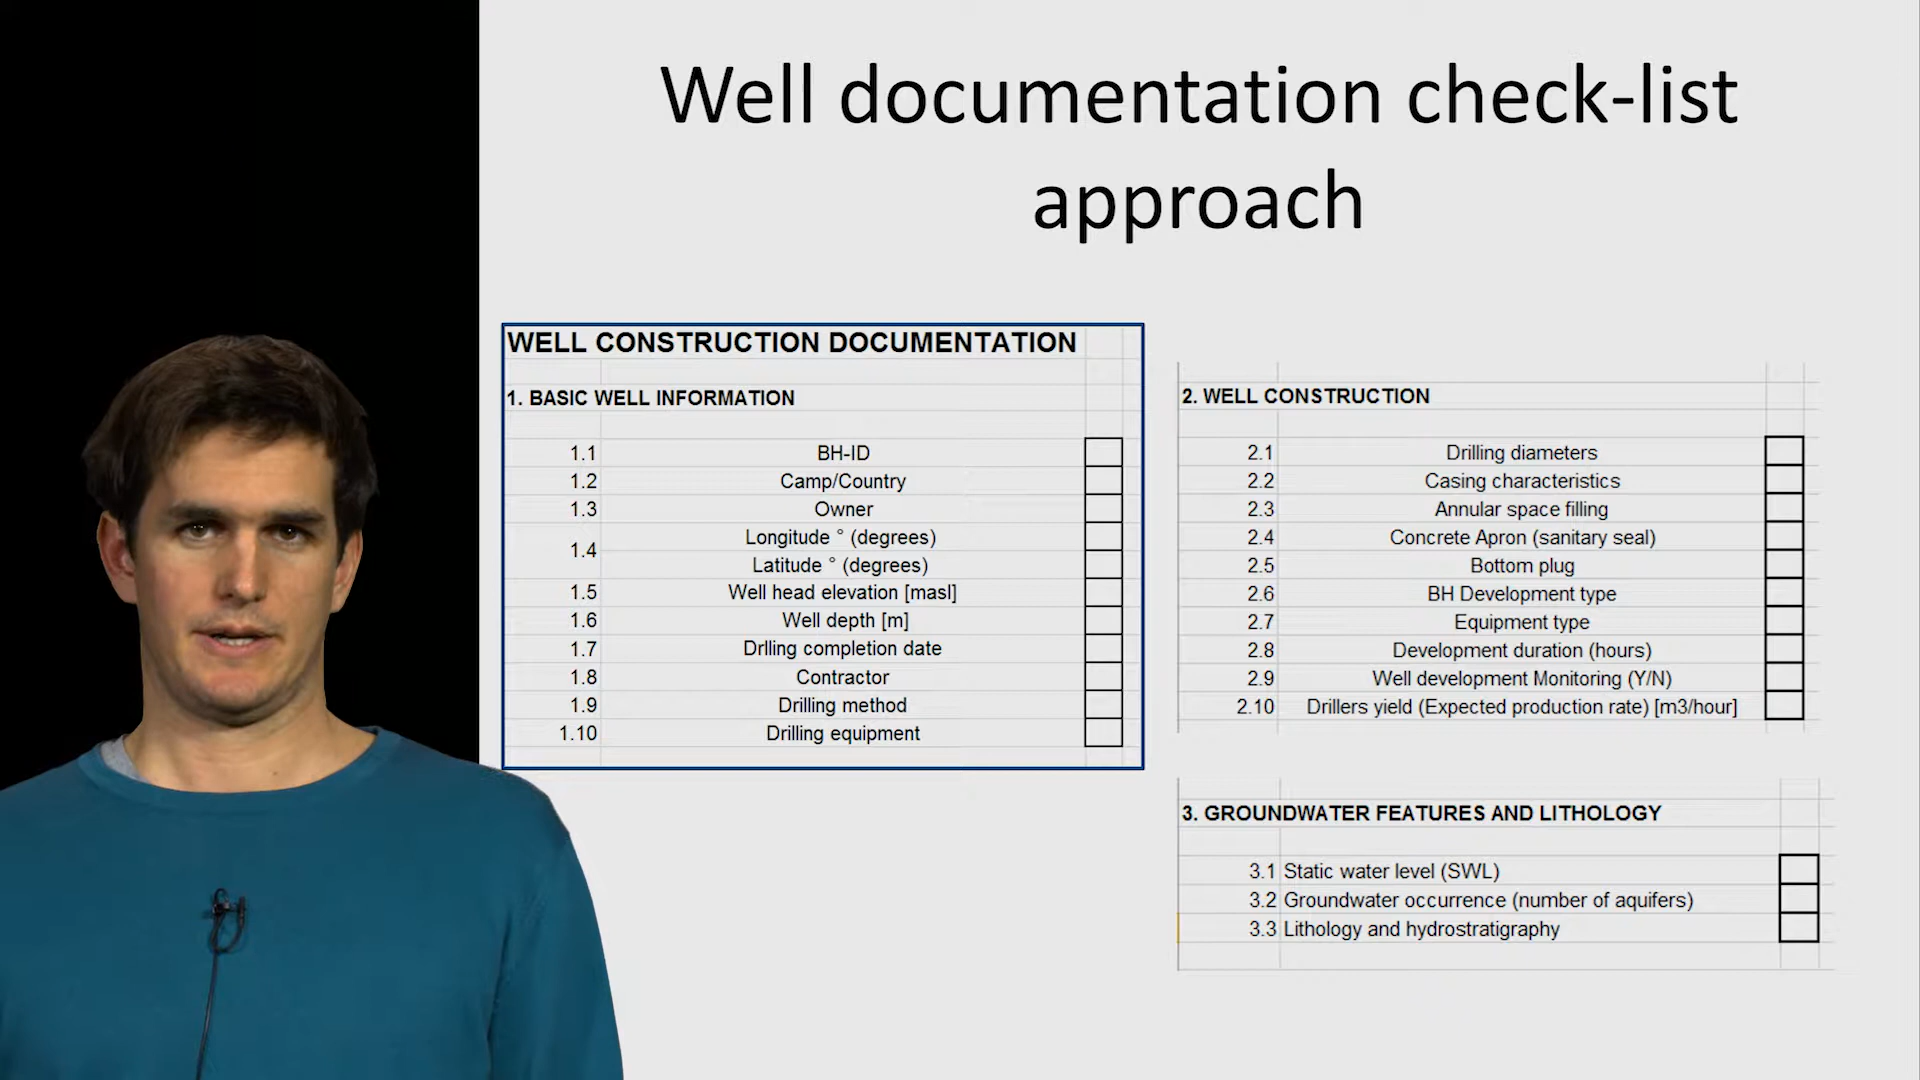 Well documentation check-list
approach
WELL CONSTRUCTION DOCUMENTATION
1. BASIC WELL INFORMATION
1.1 BH-ID
1.2 Camp/Country
1.3 Owner
1.4 Longitude ° (degrees)
Latitude ° (degrees)
1.5 Well head elevation [masl]
1.6 Well depth [m]
1.7 Drlling completion date
1.8 Contractor
1.9 Drilling method
1.10 Drilling equipment
2. WELL CONSTRUCTION
2.1 Drilling diameters
2.2 Casing characteristics
2.3 Annular space filling
2.4 Concrete Apron (sanitary seal)
2.5 Bottom plug
2.6 BH Development type
2.7 Equipment type
2.8 Development duration (hours)
2.9 Well development Monitoring (Y/N)
2.10 Drillers yield (Expected production rate) [m3/hour]
3. GROUNDWATER FEATURES AND LITHOLOGY
3.1 Static water level (SWL)
3.2 Groundwater occurrence (number of aquifers)
3.3 Lithology and hydrostratigraphy